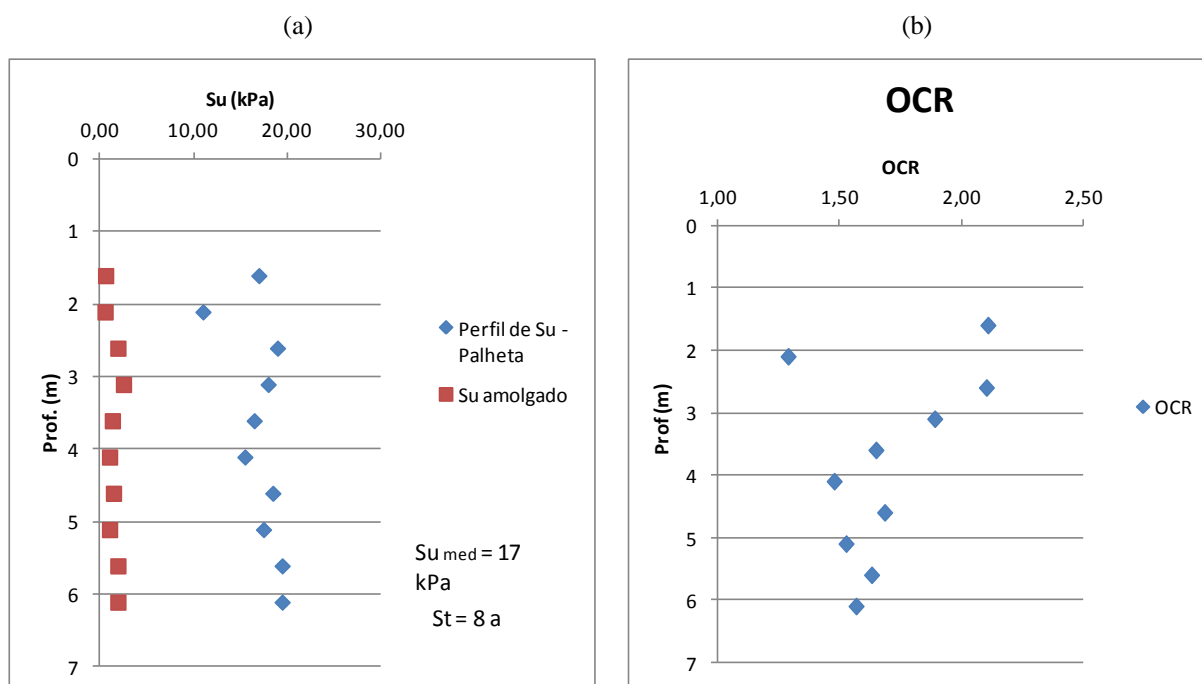 (a)
(b)
Su (kPa)
0,00 10,00 20,00 30,00
0
1
2
3
4
5
6
7
Prof. (m)
Perfil de Su -
Palheta
Su amolgado
Su med = 17
kPa
St = 8 a
OCR
OCR
1,00 1,50 2,00 2,50
0
1
2
3
4
5
6
7
Prof (m)
OCR